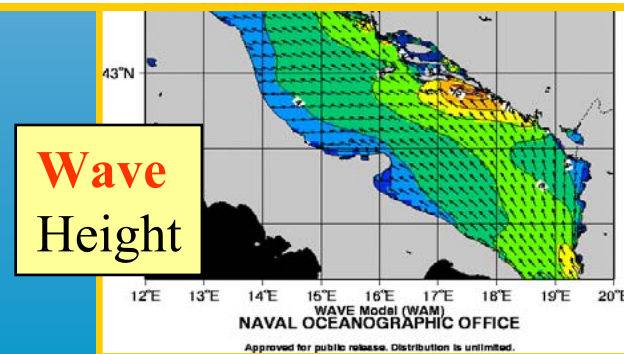 43°N
Wave
Height
12°E 13°E 14°E 15°E 16°E 17°E 18°E 19°E 20°E
WAVE Model (WAM)
NAVAL OCEANOGRAPHIC OFFICE
Approved for public release. Distribution is unlimited.